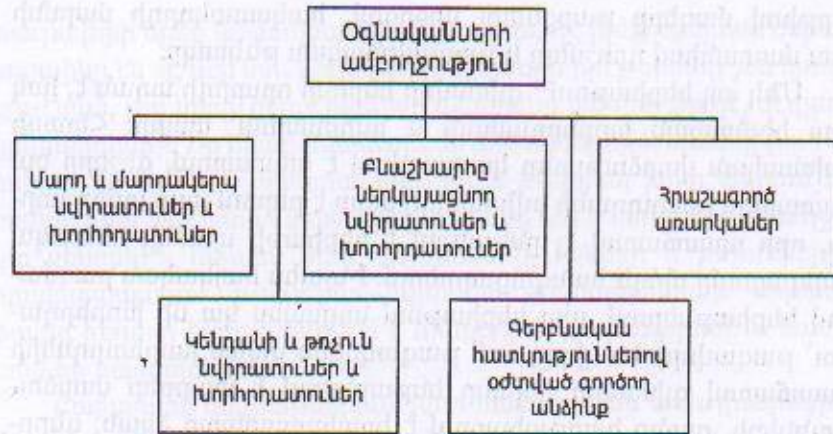 Օգնականների
ամբողջություն
Մարդ և մարդակերպ
նվիրատուներ և
խորհրդատուներ
Բնաշխարհը
ներկայացնող
նվիրատուներ և
խորհրդատուներ
Հրաշագործ
առարկաներ
Կենդանի և թռչուն
նվիրատուներ և
խորհրդատուներ
Գերբնական
հատկություններով
օժտված գործող
անձինք